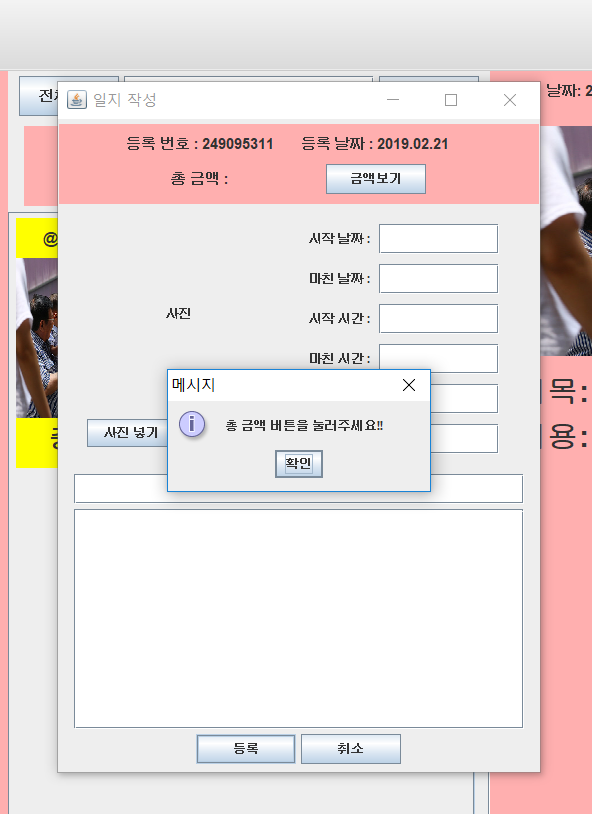 날짜: 2
일지 작성
등록 번호 : 249095311 등록 날짜 : 2019.02.21
총 금액 :
금액보기
@
시작 날짜 :
마친 날짜 :
사진
시작 시간 :
마친 시간 :
메시지
목:
총 금액 버튼을 눌러주세요!!
사진 넣기
용:
확인
등록
취소